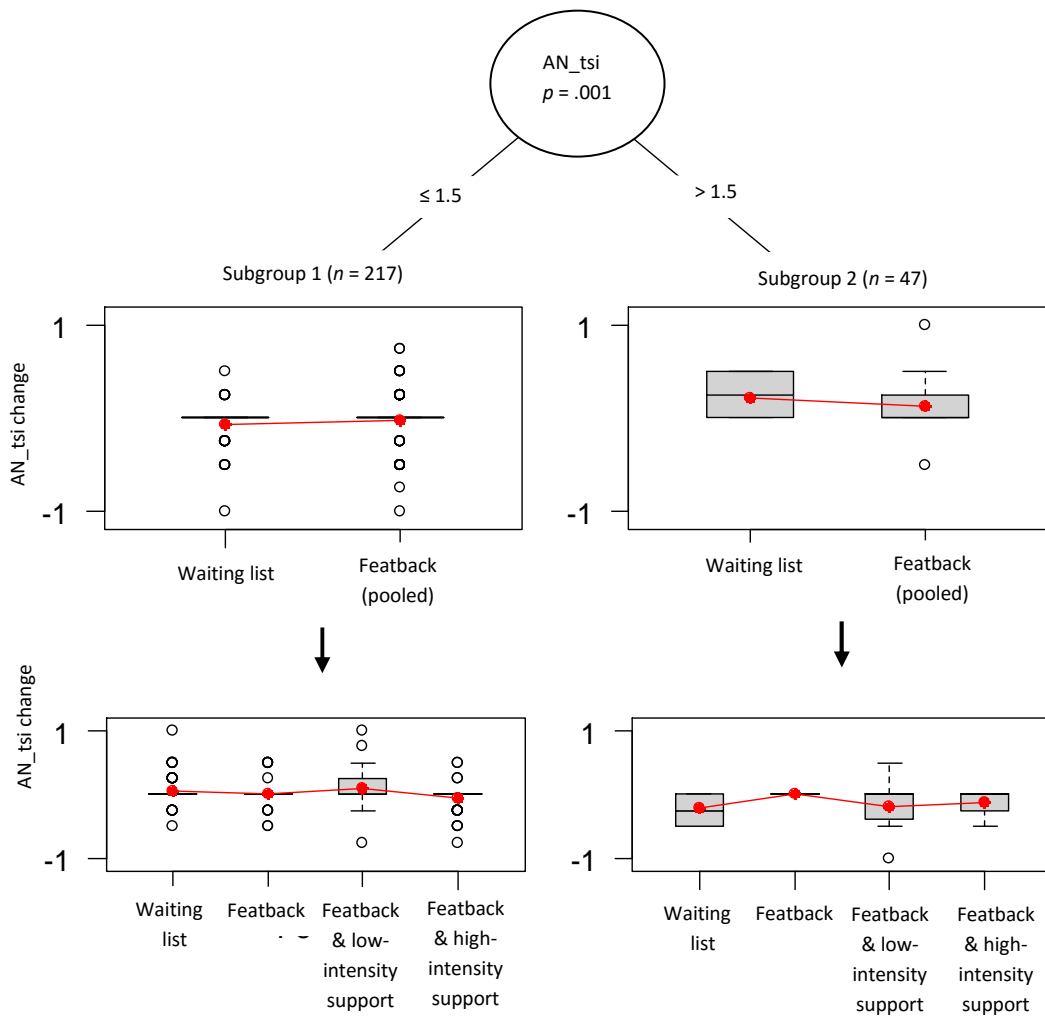 AN_tsi
p = .001
≤ 1.5
> 1.5
Subgroup 1 (n = 217)
Subgroup 2 (n = 47)
AN_tsi change
1
-1
Waiting list
Featback
(pooled)
1
-1
Waiting list
Featback
(pooled)
AN_tsi change
1
-1
Waiting
list
Featback
Featback
& low-
intensity
support
Featback
& high-
intensity
support
1
-1
Waiting
list
Featback
Featback
& low-
intensity
support
Featback
& high-
intensity
support